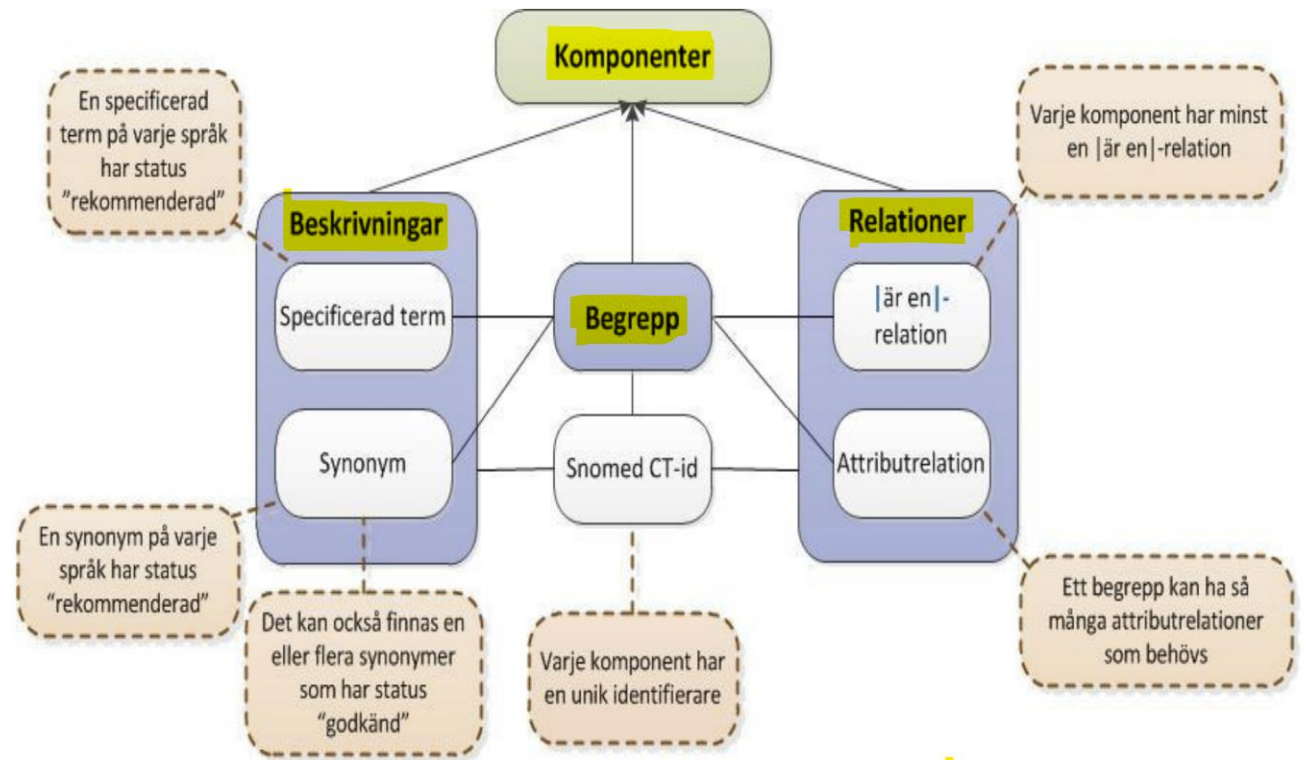 Komponenter
En specificerad
term på varje språk
har status
”rekommenderad”
Varje komponent har minst
en |är en|-relation
Beskrivningar
Relationer
Specificerad term
Begrepp
|är en|-
relation
Synonym
Snomed CT-id
Attributrelation
En synonym på varje
språk har status
“rekommenderad”
Det kan också finnas en
eller flera synonymer
som har status
“godkänd”
Varje komponent har
en unik identifierare
Ett begrepp kan ha så
många attributrelationer
som behövs